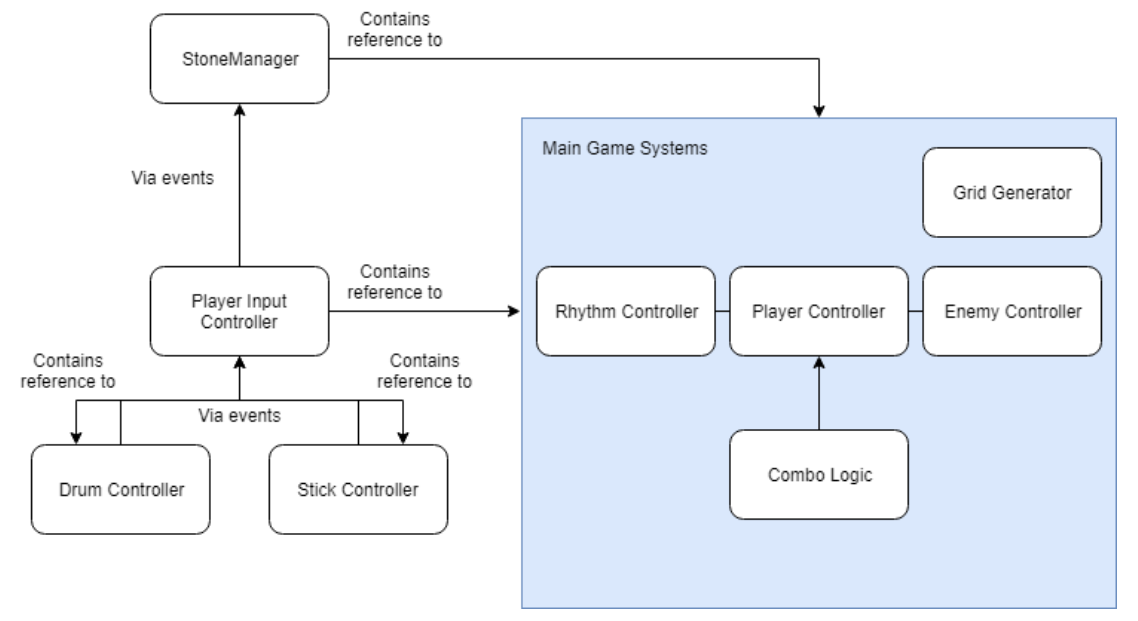 Contains
reference to
StoneManager
Main Game Systems
Via events
Grid Generator
Contains
reference to
Player Input
Controller
Rhythm Controller
Player Controller
Enemy Controller
Contains
reference to
Contains
reference to
Via events
Drum Controller
Stick Controller
Combo Logic